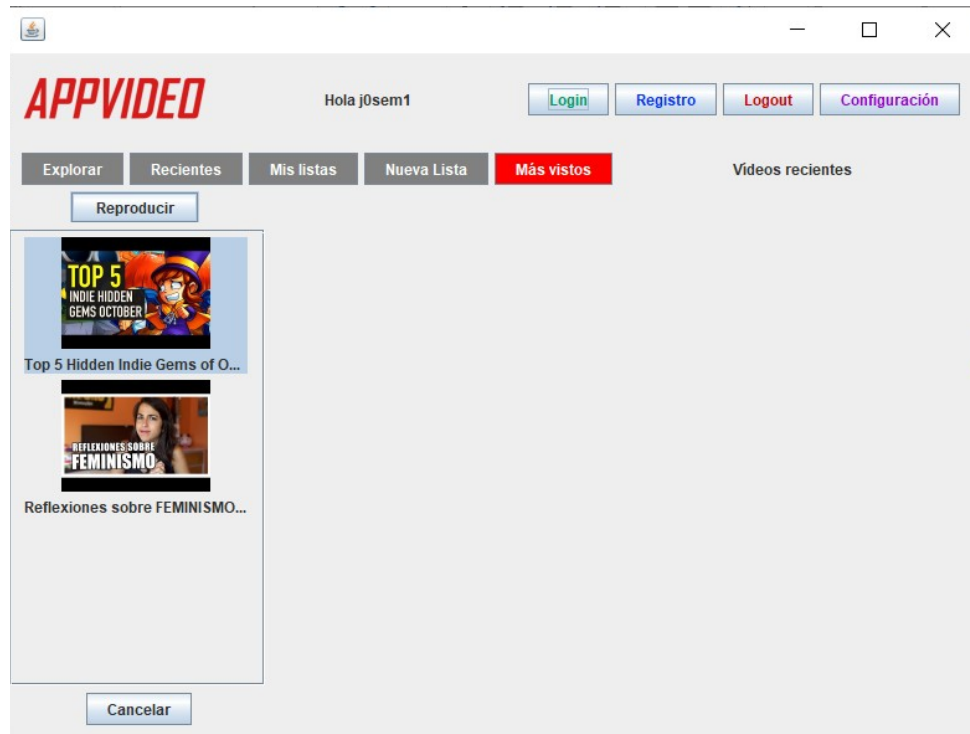 APPVIDEO
Hola j0sem1
Login
Registro
Logout
Configuración
Explorar
Recientes
Mis listas
Nueva Lista
Más vistos
Vídeos recientes
Reproducir
TOP 5
INDIE HIDDEN
GEMS OCTOBER
Top 5 Hidden Indie Gems of O...
REFLEXIONES SOBRE
FEMINISMO
Reflexiones sobre FEMINISMO...
Cancelar